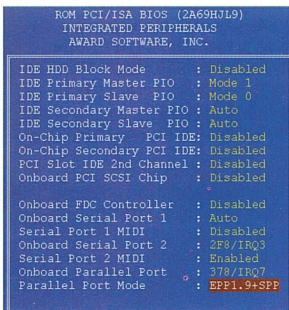 ROM PCI/ISA BIOS (2A69HJL9)
INTEGRATED PERIPHERALS
AWARD SOFTWARE, INC.
IDE HDD Block Mode : Disabled
IDE Primary Master PIO : Mode 1
IDE Primary Slave PIO : Mode 0
IDE Secondary Master PIO : Auto
IDE Secondary Slave PIO : Auto
On-Chip Primary PCI IDE: Disabled
On-Chip Secondary PCI IDE: Disabled
PCI Slot IDE 2nd Channel : Disabled
Onboard PCI SCSI Chip : Disabled
Onboard FDC Controller : Disabled
Onboard Serial Port 1 : Auto
Serial Port 1 MIDI : Disabled
Onboard Serial Port 2 : 2F8/IRQ3
Serial Port 2 MIDI : Enabled
Onboard Parallel Port : 378/IRQ7
Parallel Port Mode : EPP1.9+SPP